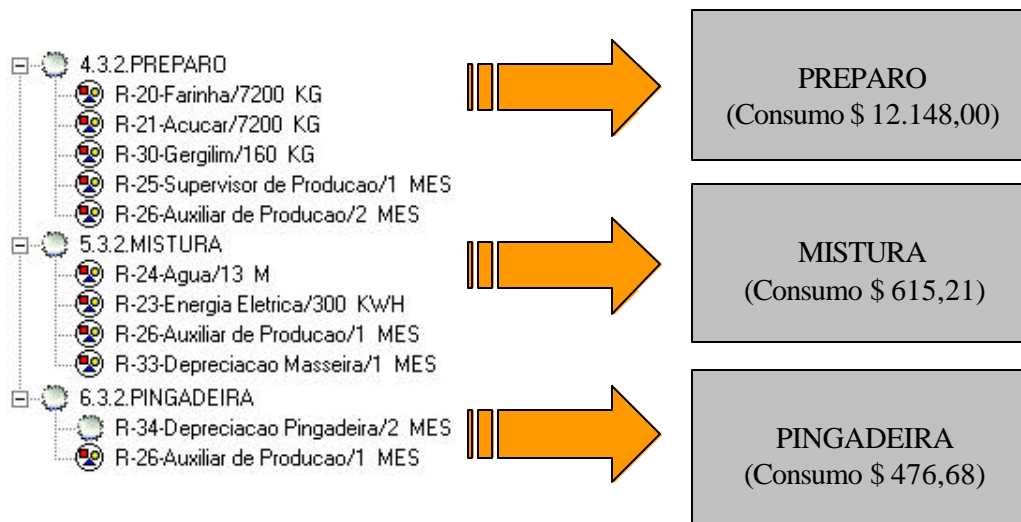 4.3.2.PREPARO
R-20-Farinha/7200 KG
R-21-Acucar/7200 KG
R-30-Gergilim/160 KG
R-25-Supervisor de Producao/1 MES
R-26-Auxiliar de Producao/2 MES
5.3.2.MISTURA
R-24-Agua/13 M
R-23-Energia Eletrica/300 KWH
R-26-Auxiliar de Producao/1 MES
R-33-Depreciacao Masseira/1 MES
6.3.2.PINGADEIRA
R-34-Depreciacao Pingadeira/2 MES
R-26-Auxiliar de Producao/1 MES
PREPARO
(Consumo $ 12.148,00)
MISTURA
(Consumo $ 615,21)
PINGADEIRA
(Consumo $ 476,68)